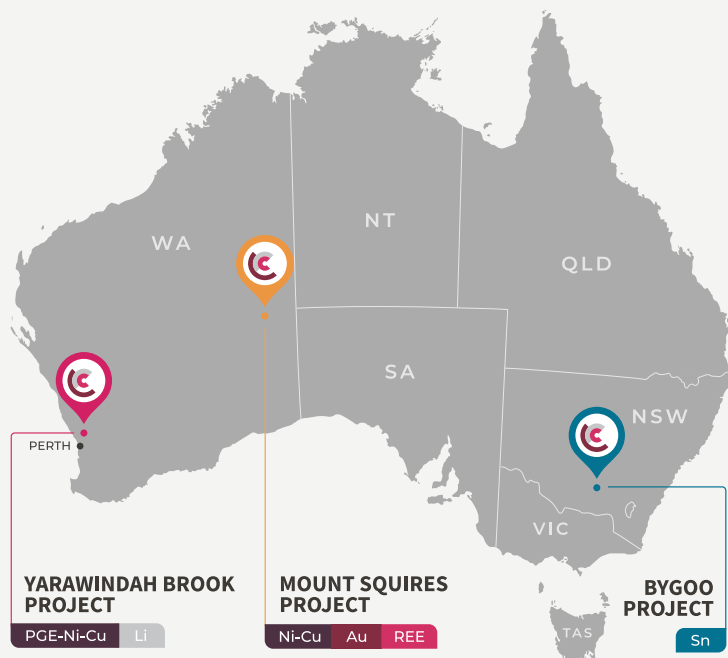 NT
WA
QLD
SA
NSW
PERTH
VIC
YARAWINDAH BROOK
PROJECT
PGE-Ni-Cu Li
MOUNT SQUIRES
PROJECT
Ni-Cu Au REE
BYGOO
PROJECT
Sn
TAS